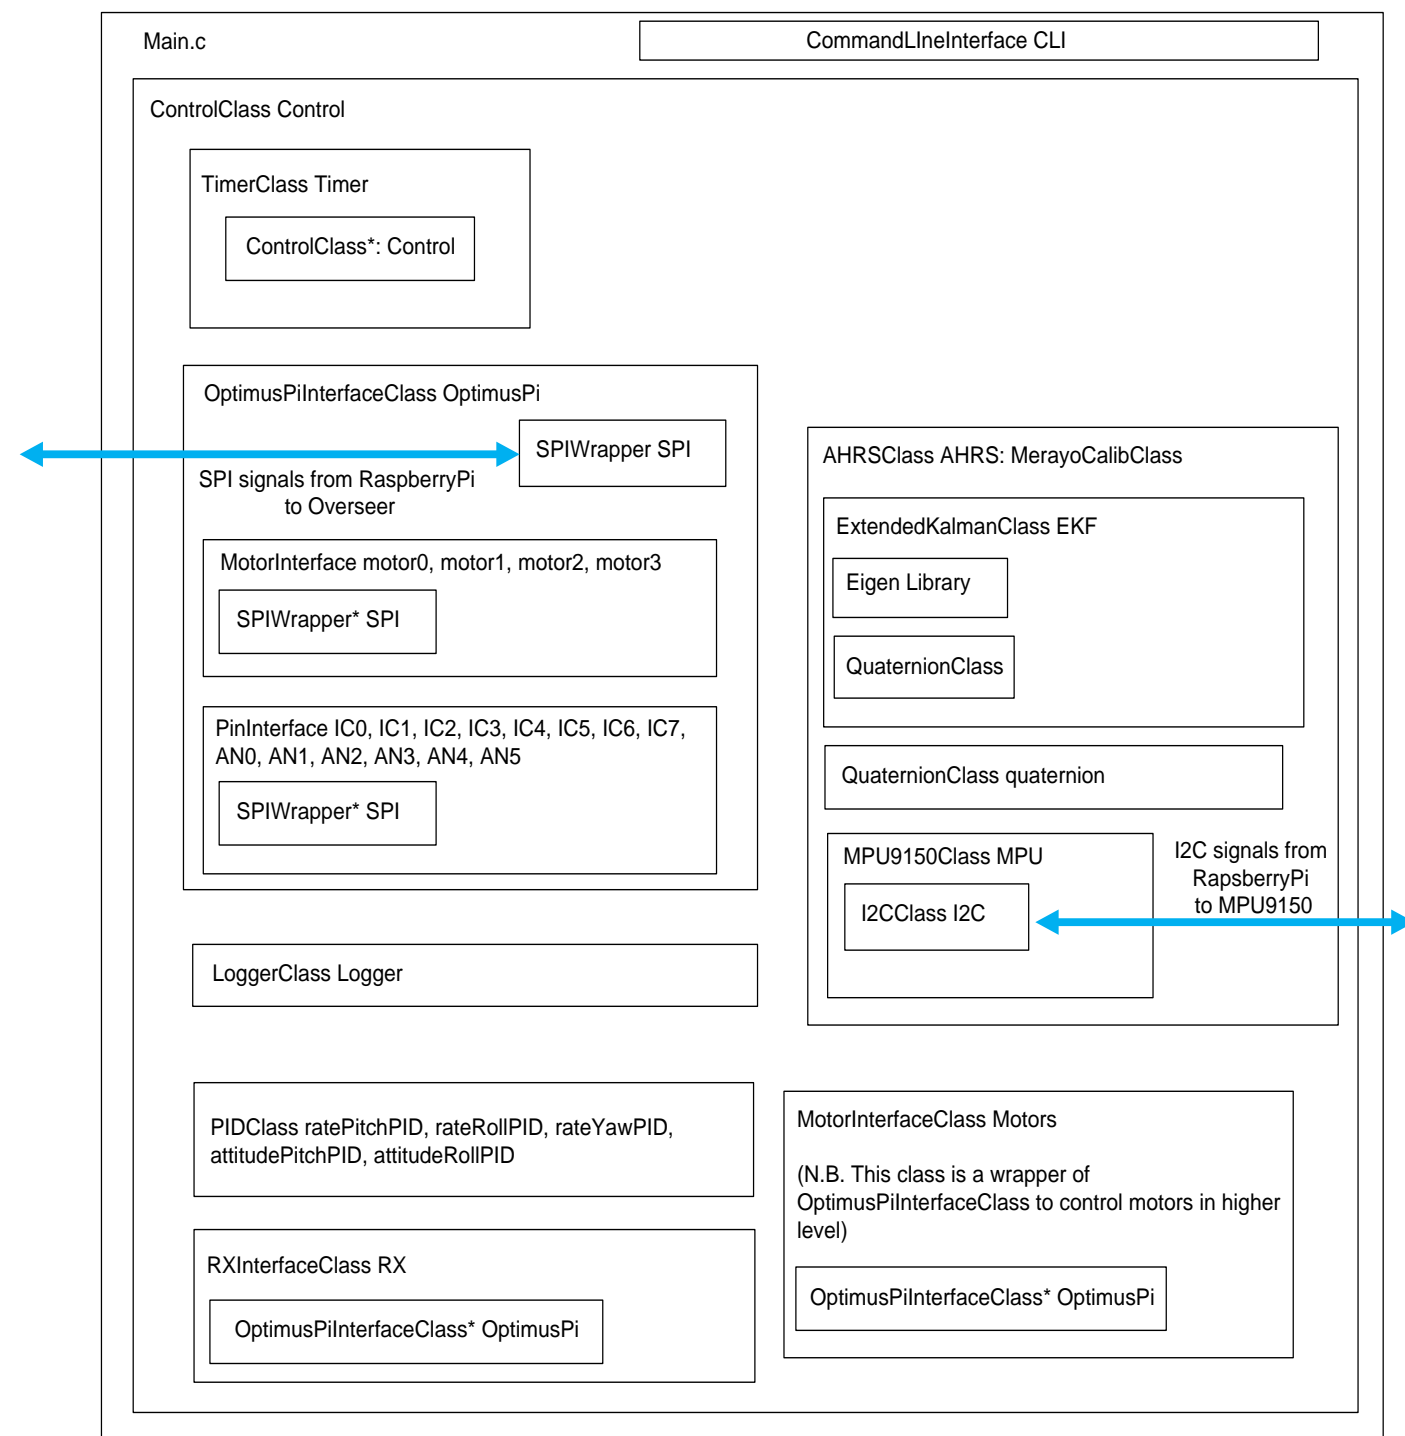 Main.c
CommandLIneInterface CLI
ControlClass Control
TimerClass Timer
ControlClass*: Control
OptimusPiInterfaceClass OptimusPi
SPIWrapper SPI
SPI signals from RaspberryPi
to Overseer
MotorInterface motor0, motor1, motor2, motor3
SPIWrapper* SPI
PinInterface IC0, IC1, IC2, IC3, IC4, IC5, IC6, IC7,
AN0, AN1, AN2, AN3, AN4, AN5
SPIWrapper* SPI
AHRSClass AHRS: MerayoCalibClass
ExtendedKalmanClass EKF
Eigen Library
QuaternionClass
QuaternionClass quaternion
MPU9150Class MPU
I2CClass I2C
I2C signals from
RapsberryPi
to MPU9150
LoggerClass Logger
PIDClass ratePitchPID, rateRollPID, rateYawPID,
attitudePitchPID, attitudeRollPID
RXInterfaceClass RX
OptimusPiInterfaceClass* OptimusPi
MotorInterfaceClass Motors
(N.B. This class is a wrapper of
OptimusPiInterfaceClass to control motors in higher
level)
OptimusPiInterfaceClass* OptimusPi